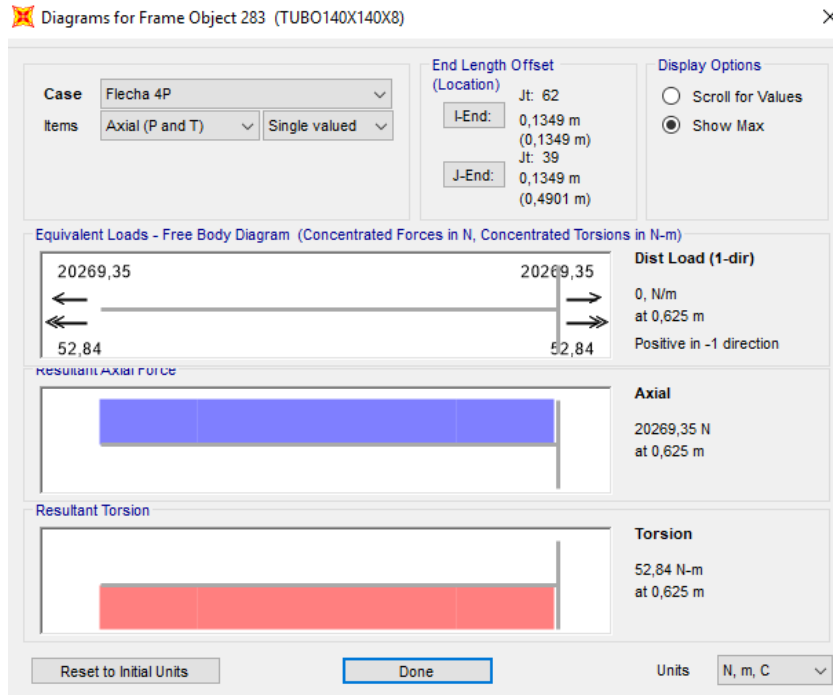 Diagrams for Frame Object 283 (TUBO140X140X8)
Case
Flecha 4P
Items
Axial (P and T)
Single valued
End Length Offset
(Location)
I-End:
Jt: 62
0,1349 m
(0,1349 m)
J-End:
Jt: 39
0,1349 m
(0,4901 m)
Display Options
Scroll for Values
Show Max
Equivalent Loads - Free Body Diagram (Concentrated Forces in N, Concentrated Torsions in N-m)
20269,35
20269,35
52,84
52,84
Dist Load (1-dir)
0, N/m
at 0,625 m
Positive in -1 direction
Resultant Axial Force
Axial
20269,35 N
at 0,625 m
Resultant Torsion
Torsion
52,84 N-m
at 0,625 m
Reset to Initial Units
Done
Units
N, m, C